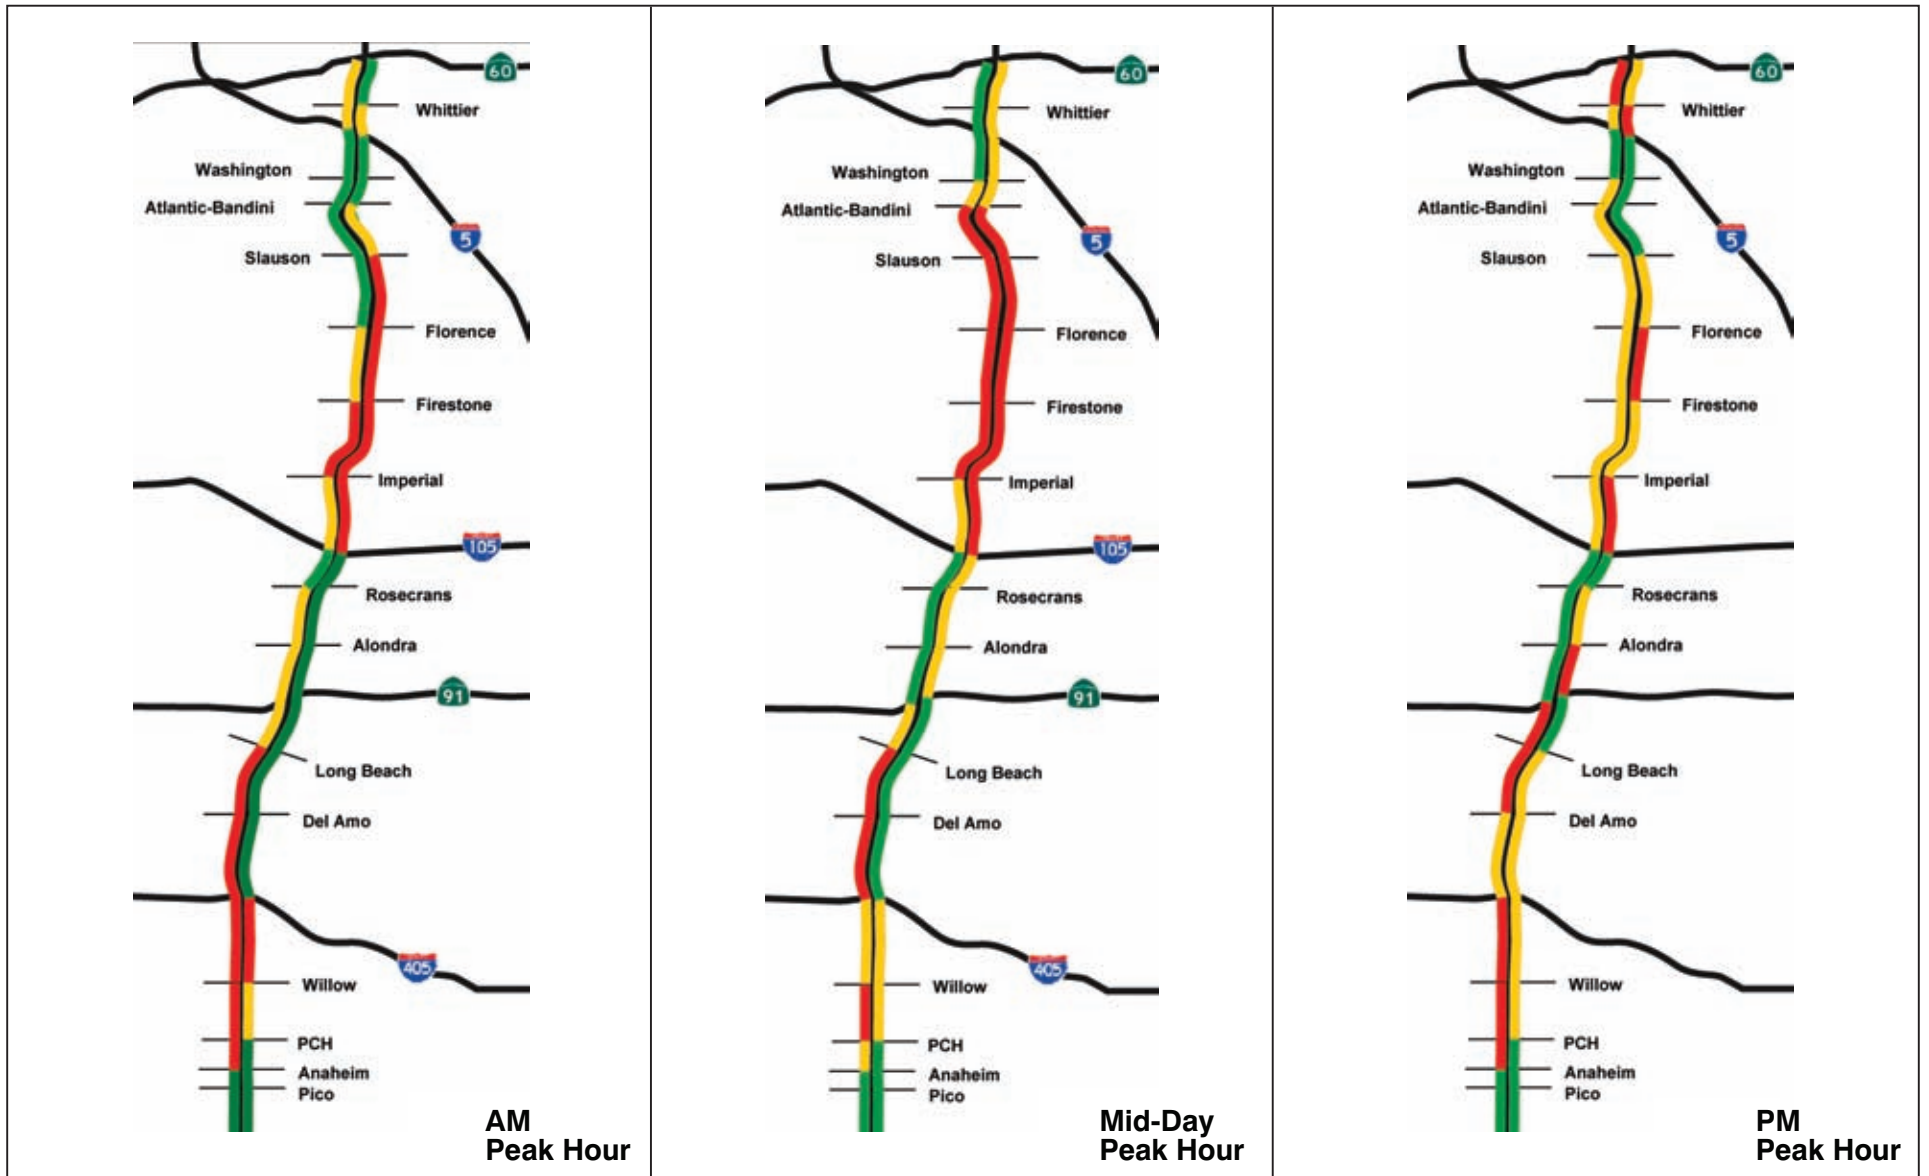 60
Whittier
Washington
Atlantic-Bandini
5
Slauson
Florence
Firestone
Imperial
105
Rosecrans
Alondra
91
Long Beach
Del Amo
405
Willow
PCH
Anaheim
Pico
AM
Peak Hour
60
Whittier
Washington
Atlantic-Bandini
5
Slauson
Florence
Firestone
Imperial
105
Rosecrans
Alondra
91
Long Beach
Del Amo
405
Willow
PCH
Anaheim
Pico
Mid-Day
Peak Hour
60
Whittier
Washington
Atlantic-Bandini
5
Slauson
Florence
Firestone
Imperial
Rosecrans
Alondra
Long Beach
Del Amo
Willow
PCH
Anaheim
Pico
PM
Peak Hour